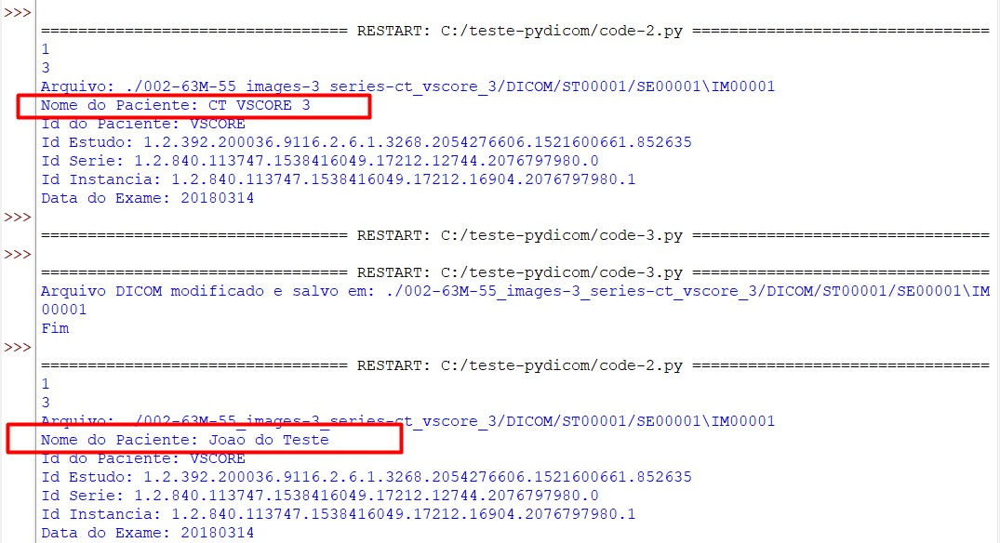 >>>
================================= RESTART: C:/teste-pydicom/code-2.py ================================
1
3
Arquivo: ./002-63M-55_images-3_series-ct_vscore_3/DICOM/ST00001/SE00001\IM00001
Nome do Paciente: CT VSCORE 3
Id do Paciente: VSCORE
Id Estudo: 1.2.392.200036.9116.2.6.1.3268.2054276606.1521600661.852635
Id Serie: 1.2.840.113747.1538416049.17212.12744.2076797980.0
Id Instancia: 1.2.840.113747.1538416049.17212.16904.2076797980.1
Data do Exame: 20180314
>>>
================================= RESTART: C:/teste-pydicom/code-3.py ================================
>>>
================================= RESTART: C:/teste-pydicom/code-3.py ================================
Arquivo DICOM modificado e salvo em: ./002-63M-55_images-3_series-ct_vscore_3/DICOM/ST00001/SE00001\IM
00001
Fim
>>>
================================= RESTART: C:/teste-pydicom/code-2.py ================================
1
3
Arquivo: ./002-63M-55_images-3_series-ct_vscore_3/DICOM/ST00001/SE00001\IM00001
Nome do Paciente: Joao do Teste
Id do Paciente: VSCORE
Id Estudo: 1.2.392.200036.9116.2.6.1.3268.2054276606.1521600661.852635
Id Serie: 1.2.840.113747.1538416049.17212.12744.2076797980.0
Id Instancia: 1.2.840.113747.1538416049.17212.16904.2076797980.1
Data do Exame: 20180314